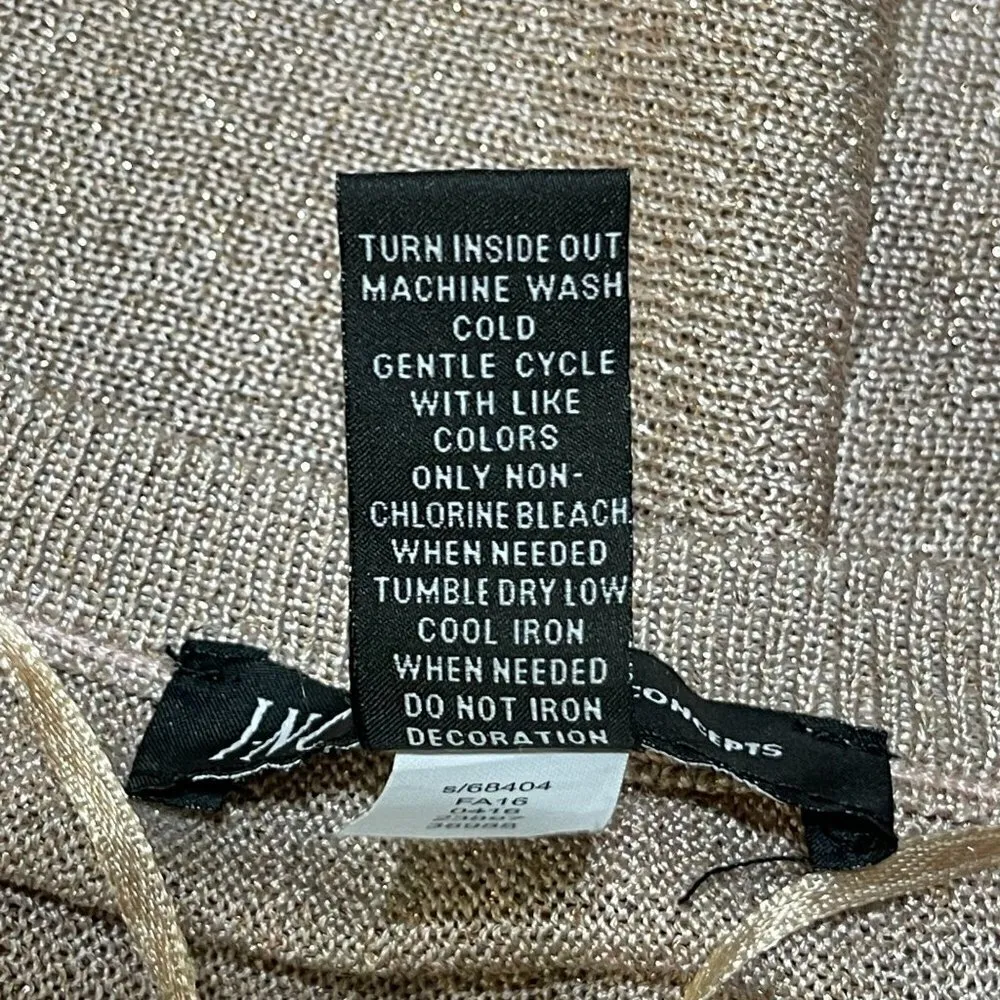 TURN INSIDE OUT
MACHINE WASH
COLD
GENTLE CYCLE
WITH LIKE
COLORS
ONLY NON-
CHLORINE BLEACH
WHEN NEEDED
TUMBLE DRY LOW
COOL IRON
WHEN NEEDED
DO NOT IRON
DECORATION
CONCEPTS
s/68404
FA16
0416